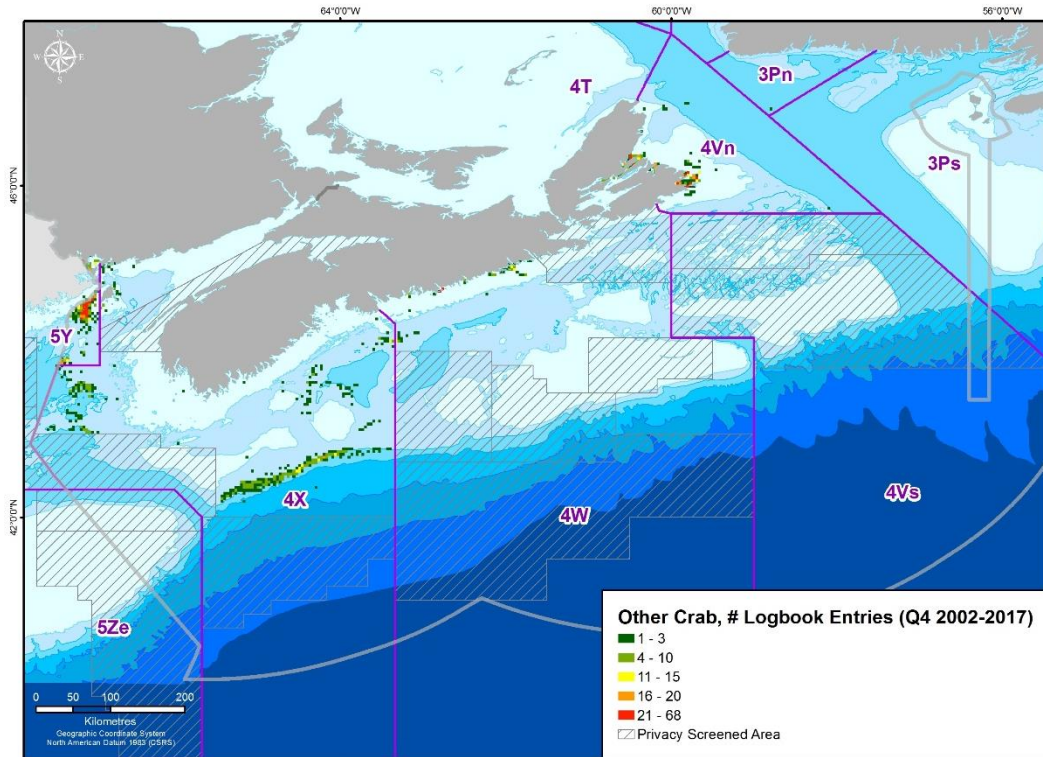 64°0'0"W 60°0'0"W 56°0'0"W
N
W E
S
3Pn
4T
4Vn
3Ps
46°0'0"N
5Y
4X
4W
4Vs
42°0'0"N
5Ze
Other Crab, # Logbook Entries (Q4 2002-2017)
1 - 3
4 - 10
11 - 15
16 - 20
21 - 68
Privacy Screened Area
0 50 100 200
Kilometres
Geographic Coordinate System
North American Datum 1983 (CSRS)